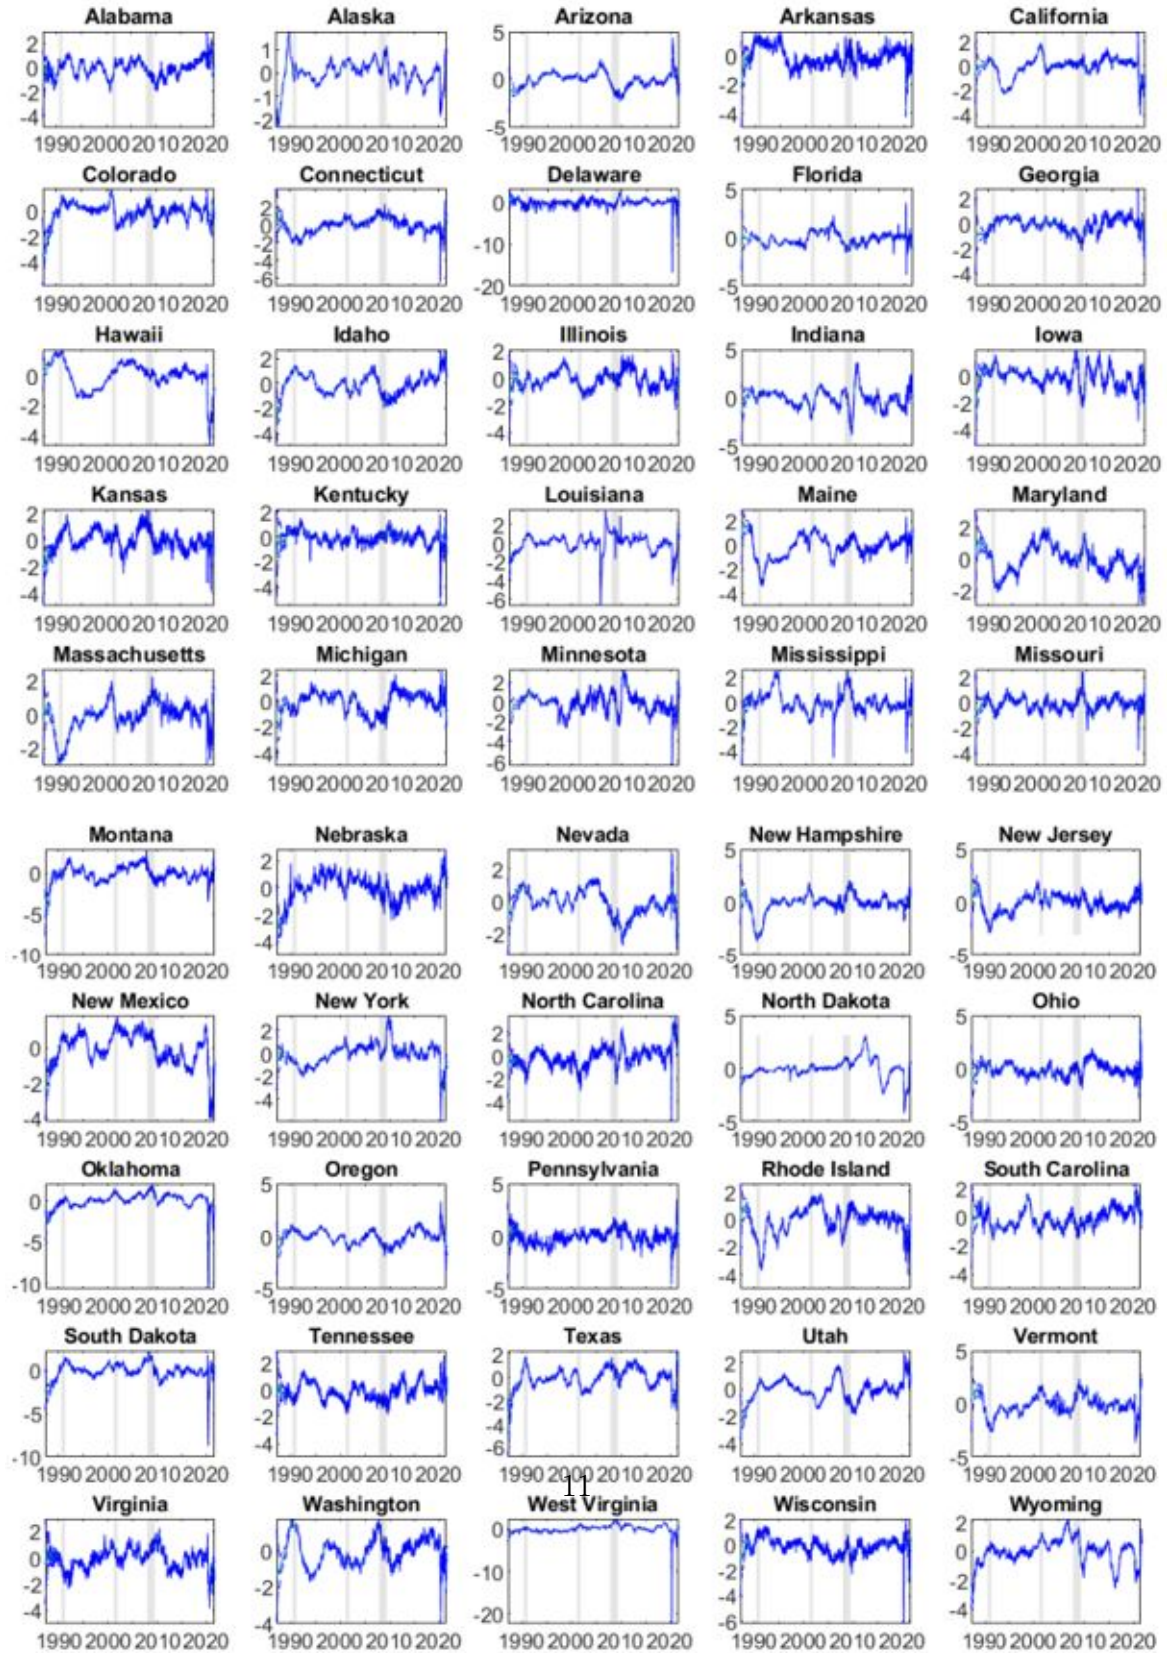 Alabama Alaska Arizona Arkansas California
2 0 -2 -4
1 0 -1 -2
5 0 -5
0 -2 -4
2 0 -2 -4
1990 2000 2010 2020 1990 2000 2010 2020 1990 2000 2010 2020 1990 2000 2010 2020 1990 2000 2010 2020
Colorado Connecticut Delaware Florida Georgia
0 -2 -4
2 0 -2 -4 -6
0 -10 -20
5 0 -5
2 0 -2 -4
1990 2000 2010 2020 1990 2000 2010 2020 1990 2000 2010 2020 1990 2000 2010 2020 1990 2000 2010 2020
Hawaii Idaho Illinois Indiana Iowa
0 -2 -4
2 0 -2 -4
2 0 -2 -4
5 0 -5
0 -2 -4
1990 2000 2010 2020 1990 2000 2010 2020 1990 2000 2010 2020 1990 2000 2010 2020 1990 2000 2010 2020
Kansas Kentucky Louisiana Maine Maryland
2 0 -2 -4
2 0 -2 -4
2 0 -2 -4 -6
2 0 -2 -4
2 0 -2
1990 2000 2010 2020 1990 2000 2010 2020 1990 2000 2010 2020 1990 2000 2010 2020 1990 2000 2010 2020
Massachusetts Michigan Minnesota Mississippi Missouri
2 0 -2
2 0 -2 -4
2 0 -2 -4 -6
2 0 -2 -4
2 0 -2 -4
1990 2000 2010 2020 1990 2000 2010 2020 1990 2000 2010 2020 1990 2000 2010 2020 1990 2000 2010 2020
Montana Nebraska Nevada New Hampshire New Jersey
0 -5 -10
2 0 -2 -4
2 0 -2
5 0 -5
5 0 -5
1990 2000 2010 2020 1990 2000 2010 2020 1990 2000 2010 2020 1990 2000 2010 2020 1990 2000 2010 2020
New Mexico New York North Carolina North Dakota Ohio
0 -2 -4
2 0 -2 -4
2 0 -2 -4
5 0 -5
5 0 -5
1990 2000 2010 2020 1990 2000 2010 2020 1990 2000 2010 2020 1990 2000 2010 2020 1990 2000 2010 2020
Oklahoma Oregon Pennsylvania Rhode Island South Carolina
0 -5 -10
5 0 -5
5 0 -5
2 0 -2 -4
2 0 -2 -4
1990 2000 2010 2020 1990 2000 2010 2020 1990 2000 2010 2020 1990 2000 2010 2020 1990 2000 2010 2020
South Dakota Tennessee Texas Utah Vermont
0 -5 -10
2 0 -2 -4
2 0 -2 -4 -6
2 0 -2 -4
5 0 -5
1990 2000 2010 2020 1990 2000 2010 2020 1990 2000 2010 2020 1990 2000 2010 2020 1990 2000 2010 2020
11
Virginia Washington West Virginia Wisconsin Wyoming
2 0 -2 -4
0 -2 -4
0 -10 -20
2 0 -2 -4 -6
2 0 -2 -4
1990 2000 2010 2020 1990 2000 2010 2020 1990 2000 2010 2020 1990 2000 2010 2020 1990 2000 2010 2020